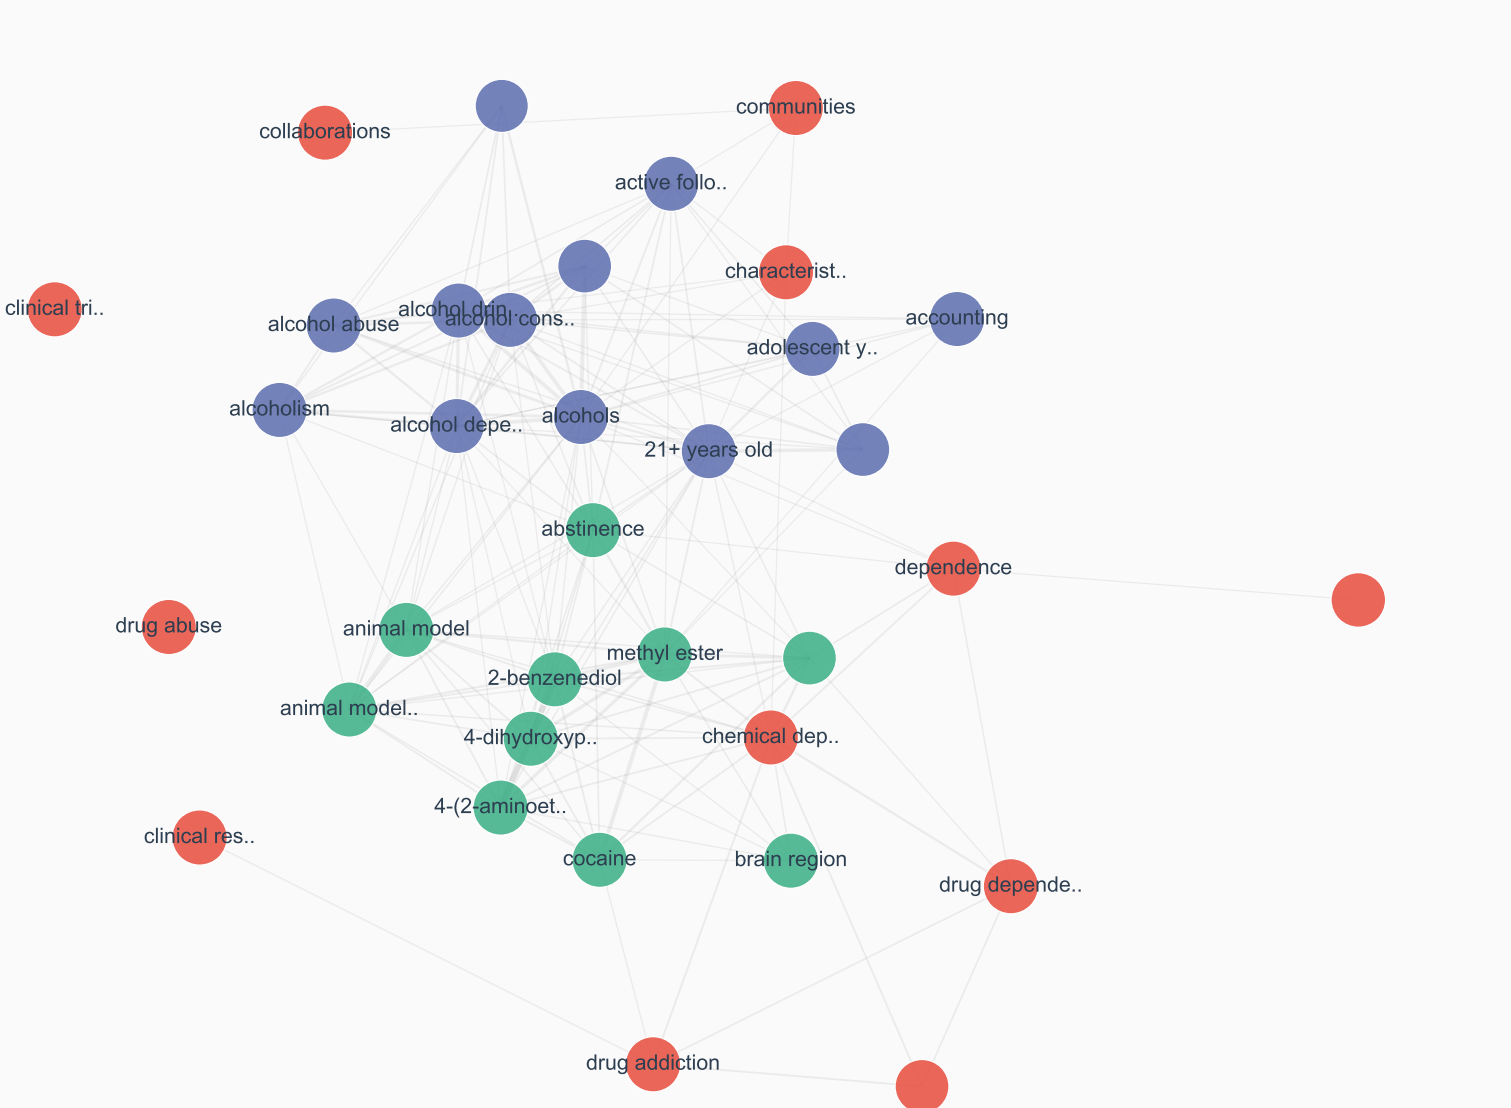 communities
collaborations
active follo..
characterist..
clinical tri..
alcohol drin..
alcohol cons..
accounting
alcohol abuse
adolescent y..
alcoholism
alcohols
alcohol depe..
21+ years old
abstinence
dependence
drug abuse
animal model
methyl ester
2-benzenediol
animal model..
4-dihydroxyp..
chemical dep..
4-(2-aminoet..
clinical res..
cocaine
brain region
drug depende..
drug addiction